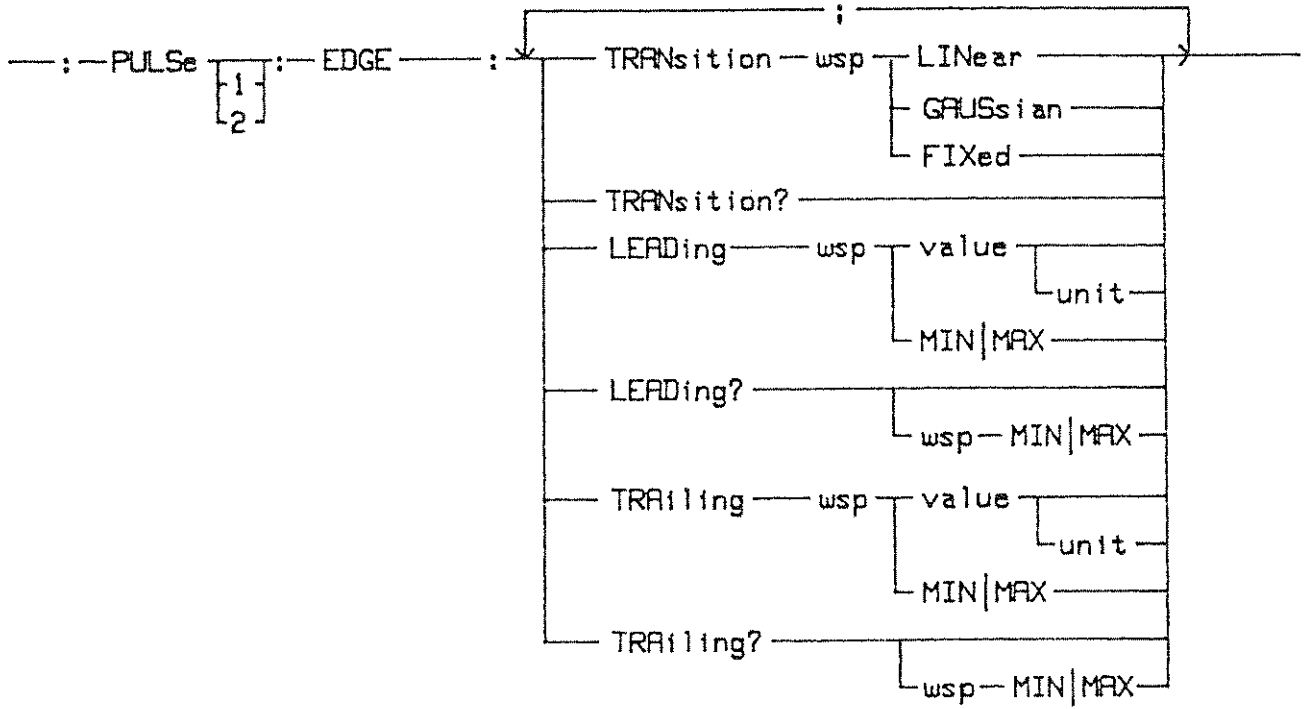 ;
: PULSe 1 2 : EDGE : TRANsition wsp LINear
GAUSsian
FIXed
TRANsition?
LEADing wsp value
unit
MIN|MAX
LEADing?
wsp MIN|MAX
TRAiling wsp value
unit
MIN|MAX
TRAiling?
wsp MIN|MAX